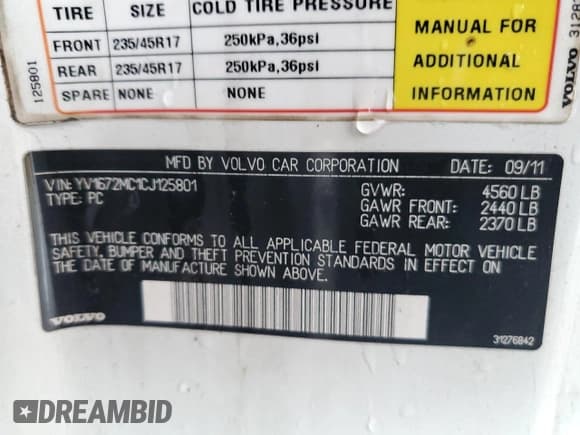 TIRE SIZE COLD TIRE PRESSURE
FRONT 235/45R17 250kPa,36psi
REAR 235/45R17 250kPa,36psi
SPARE NONE NONE
MANUAL FOR
ADDITIONAL
INFORMATION
125801
VOLVO
MFD BY VOLVO CAR CORPORATION DATE: 09/11
VIN: YV1672MC1CJ125801
TYPE: PC
GVWR: 4560 LB
GAWR FRONT: 2440 LB
GAWR REAR: 2370 LB
THIS VEHICLE CONFORMS TO ALL APPLICABLE FEDERAL MOTOR VEHICLE
SAFETY, BUMPER AND THEFT PREVENTION STANDARDS IN EFFECT ON
THE DATE OF MANUFACTURE SHOWN ABOVE.
VOLVO
31276842
DREAMBID